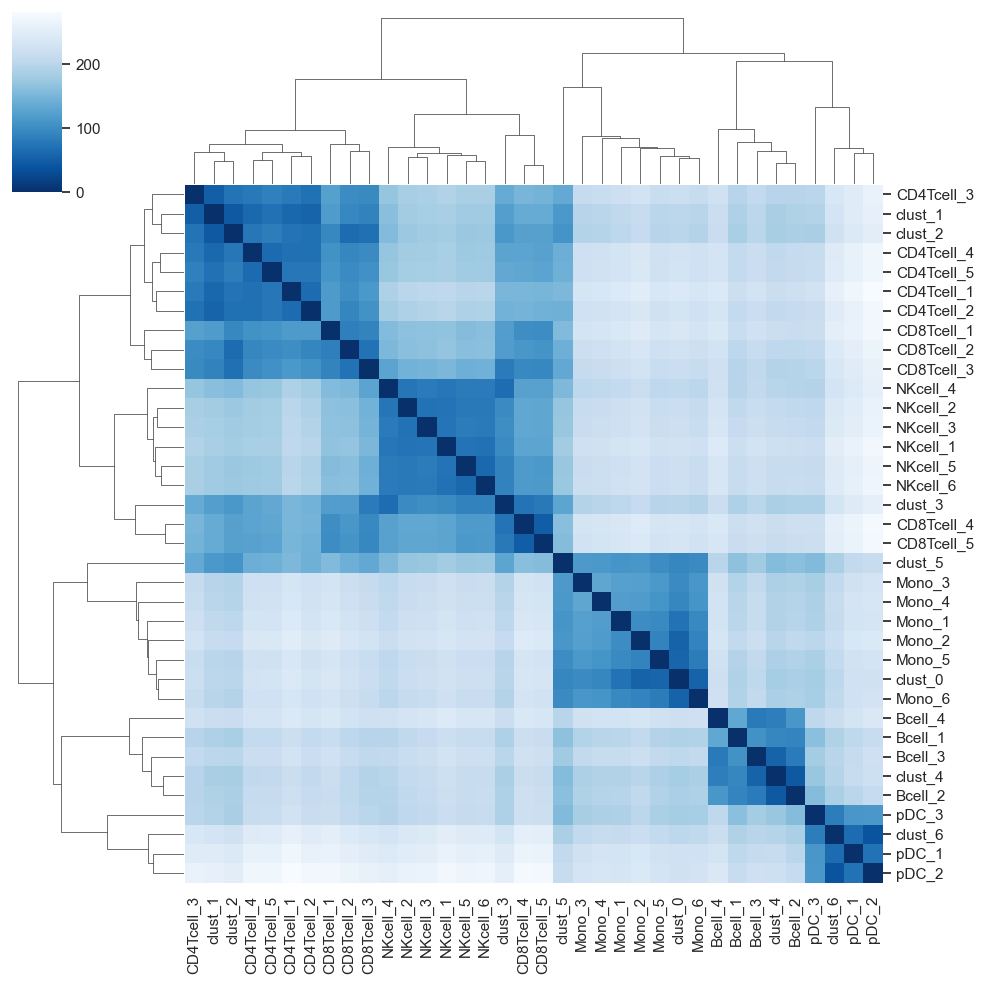 200
100
0
CD4Tcell_3
clust_1
clust_2
CD4Tcell_4
CD4Tcell_5
CD4Tcell_1
CD4Tcell_2
CD8Tcell_1
CD8Tcell_2
CD8Tcell_3
NKcell_4
NKcell_2
NKcell_3
NKcell_1
NKcell_5
NKcell_6
clust_3
CD8Tcell_4
CD8Tcell_5
clust_5
Mono_3
Mono_4
Mono_1
Mono_2
Mono_5
clust_0
Mono_6
Bcell_4
Bcell_1
Bcell_3
clust_4
Bcell_2
pDC_3
clust_6
pDC_1
pDC_2
CD4Tcell_3
clust_1
clust_2
CD4Tcell_4
CD4Tcell_5
CD4Tcell_1
CD4Tcell_2
CD8Tcell_1
CD8Tcell_2
CD8Tcell_3
NKcell_4
NKcell_2
NKcell_3
NKcell_1
NKcell_5
NKcell_6
clust_3
CD8Tcell_4
CD8Tcell_5
clust_5
Mono_3
Mono_4
Mono_1
Mono_2
Mono_5
clust_0
Mono_6
Bcell_4
Bcell_1
Bcell_3
clust_4
Bcell_2
pDC_3
clust_6
pDC_1
pDC_2